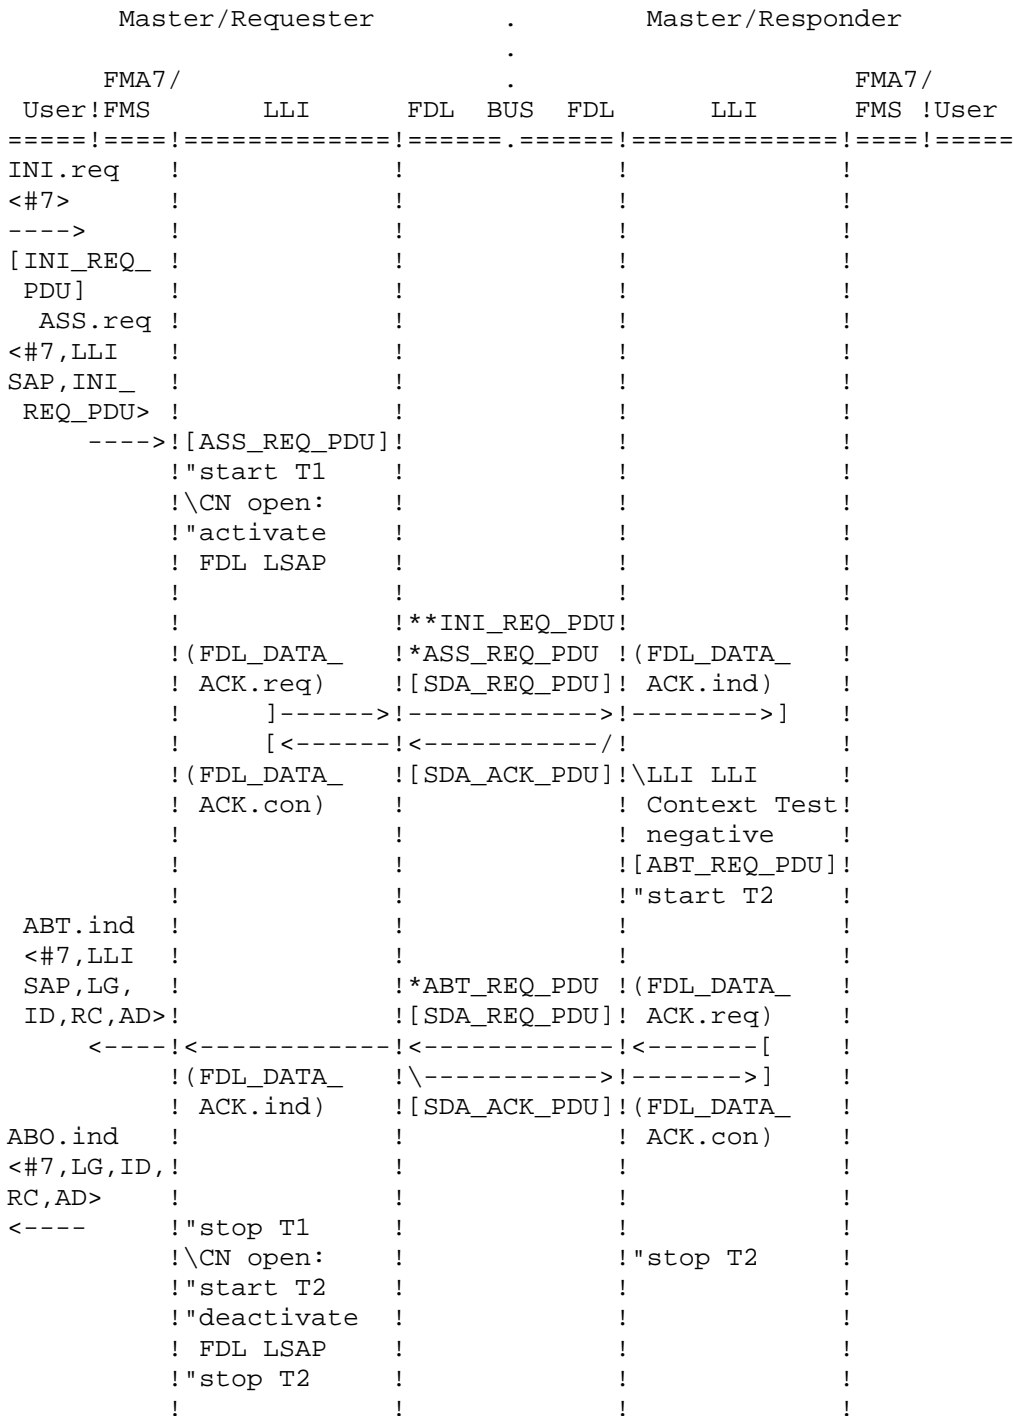 Master/Requester         .       Master/Responder
                                 .
      FMA7/                      .                      FMA7/
 User!FMS       LLI      FDL  BUS  FDL      LLI        FMS !User
=====!====!=============!======.======!=============!====!=====
INI.req   !             !             !             !
<#7>      !             !             !             !
---->     !             !             !             !
[INI_REQ_ !             !             !             !
 PDU]     !             !             !             !
  ASS.req !             !             !             !
<#7,LLI   !             !             !             !
SAP,INI_  !             !             !             !
 REQ_PDU> !             !             !             !
     ---->![ASS_REQ_PDU]!             !             !
          !"start T1    !             !             !
          !\CN open:    !             !             !
          !"activate    !             !             !
          ! FDL LSAP    !             !             !
          !             !             !             !
          !             !**INI_REQ_PDU!             !
          !(FDL_DATA_   !*ASS_REQ_PDU !(FDL_DATA_   !
          ! ACK.req)    ![SDA_REQ_PDU]! ACK.ind)    !
          !     ]------>!------------>!-------->]   !
          !     [<------!<-----------/!             !
          !(FDL_DATA_   ![SDA_ACK_PDU]!\LLI LLI     !
          ! ACK.con)    !             ! Context Test!
          !             !             ! negative    !
          !             !             ![ABT_REQ_PDU]!
          !             !             !"start T2    !
 ABT.ind  !             !             !             !
 <#7,LLI  !             !             !             !
 SAP,LG,  !             !*ABT_REQ_PDU !(FDL_DATA_   !
 ID,RC,AD>!             ![SDA_REQ_PDU]! ACK.req)    !
     <----!<------------!<------------!<-------[    !
          !(FDL_DATA_   !\----------->!------->]    !
          ! ACK.ind)    ![SDA_ACK_PDU]!(FDL_DATA_   !
ABO.ind   !             !             ! ACK.con)    !
<#7,LG,ID,!             !             !             !
RC,AD>    !             !             !             !
<----     !"stop T1     !             !             !
          !\CN open:    !             !"stop T2     !
          !"start T2    !             !             !
          !"deactivate  !             !             !
          ! FDL LSAP    !             !             !
          !"stop T2     !             !             !
          !             !             !             !